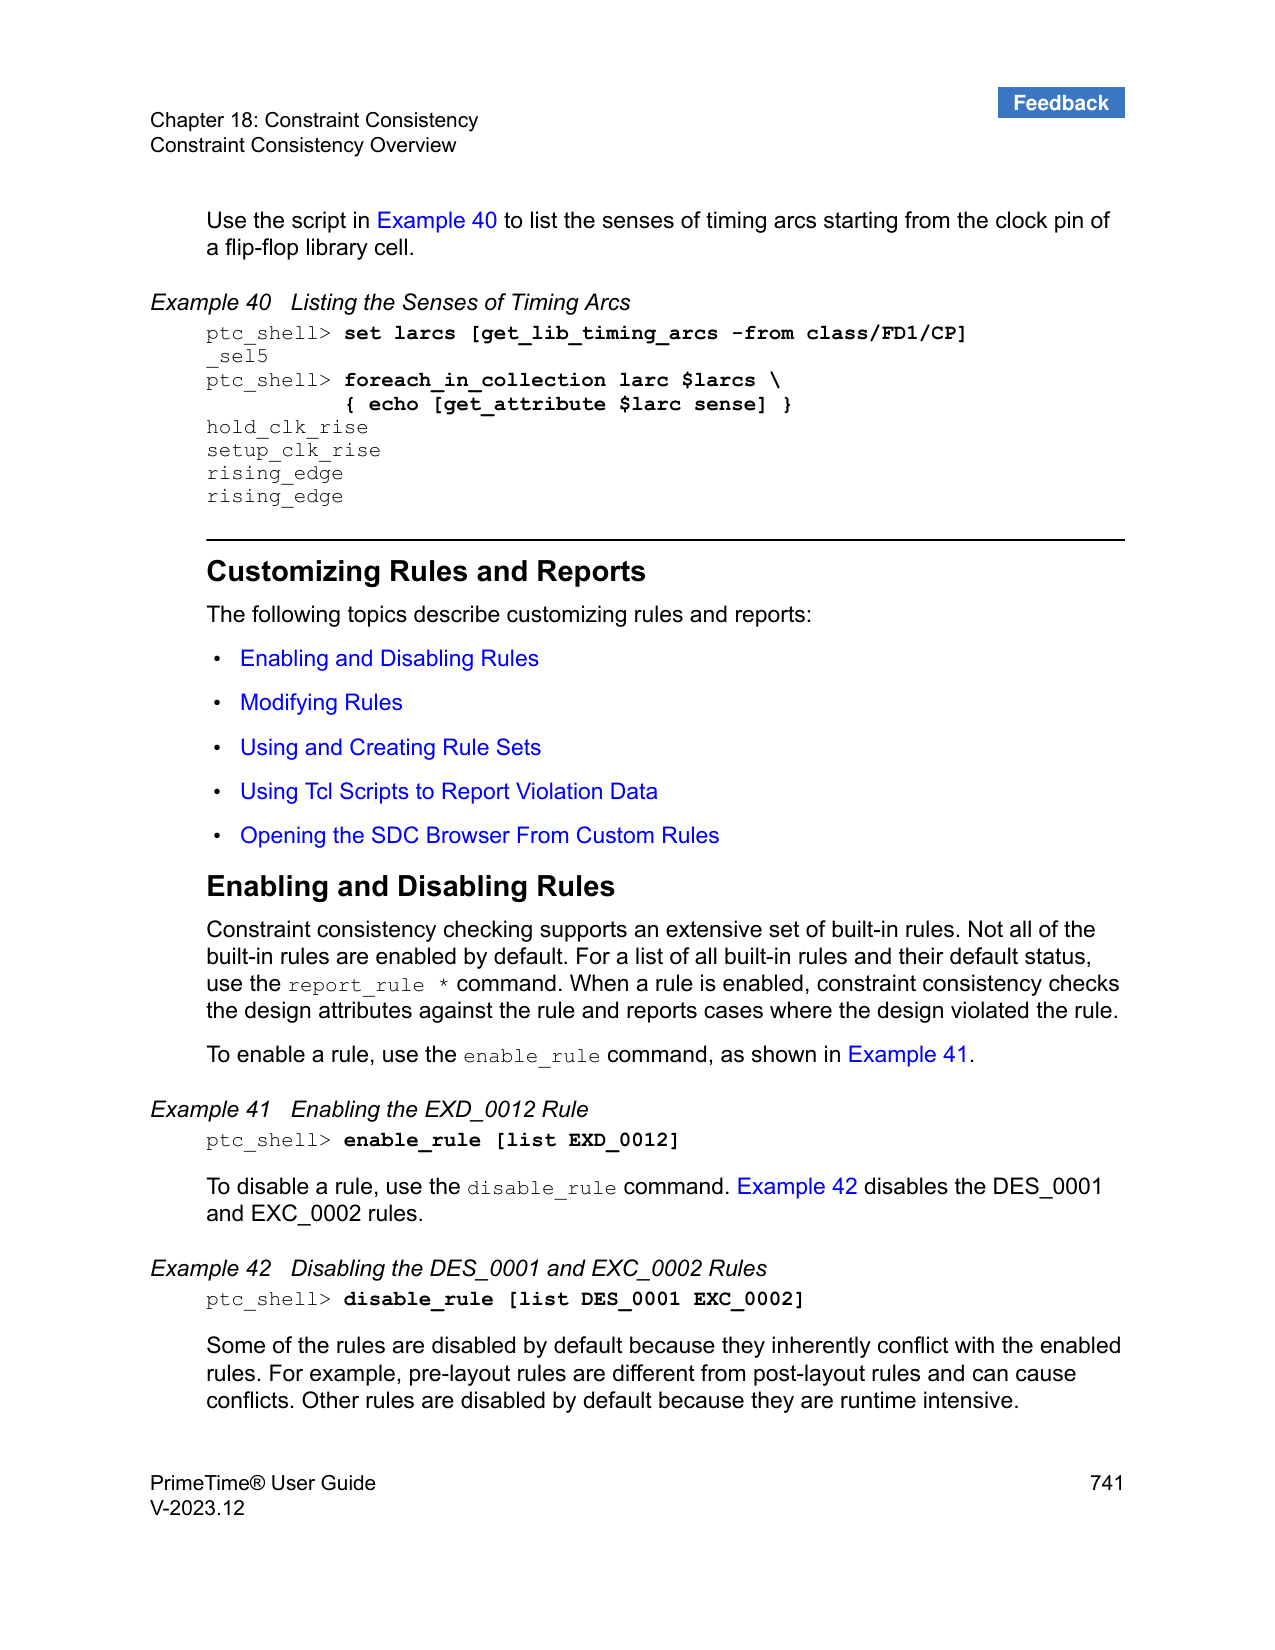 Feedback
Chapter 18: Constraint Consistency
Constraint Consistency Overview
Use the script in Example 40 to list the senses of timing arcs starting from the clock pin of
a flip-flop library cell.
Example 40 Listing the Senses of Timing Arcs
ptc_shell> set larcs [get_lib_timing_arcs -from class/FD1/CP]
_sel5
ptc_shell> foreach_in_collection larc $larcs \
{ echo [get_attribute $larc sense] }
hold_clk_rise
setup_clk_rise
rising_edge
rising_edge
Customizing Rules and Reports
The following topics describe customizing rules and reports:
• Enabling and Disabling Rules
• Modifying Rules
• Using and Creating Rule Sets
• Using Tcl Scripts to Report Violation Data
• Opening the SDC Browser From Custom Rules
Enabling and Disabling Rules
Constraint consistency checking supports an extensive set of built-in rules. Not all of the
built-in rules are enabled by default. For a list of all built-in rules and their default status,
use the report_rule * command. When a rule is enabled, constraint consistency checks
the design attributes against the rule and reports cases where the design violated the rule.
To enable a rule, use the enable_rule command, as shown in Example 41.
Example 41 Enabling the EXD_0012 Rule
ptc_shell> enable_rule [list EXD_0012]
To disable a rule, use the disable_rule command. Example 42 disables the DES_0001
and EXC_0002 rules.
Example 42 Disabling the DES_0001 and EXC_0002 Rules
ptc_shell> disable_rule [list DES_0001 EXC_0002]
Some of the rules are disabled by default because they inherently conflict with the enabled
rules. For example, pre-layout rules are different from post-layout rules and can cause
conflicts. Other rules are disabled by default because they are runtime intensive.
PrimeTime® User Guide 741
V-2023.12